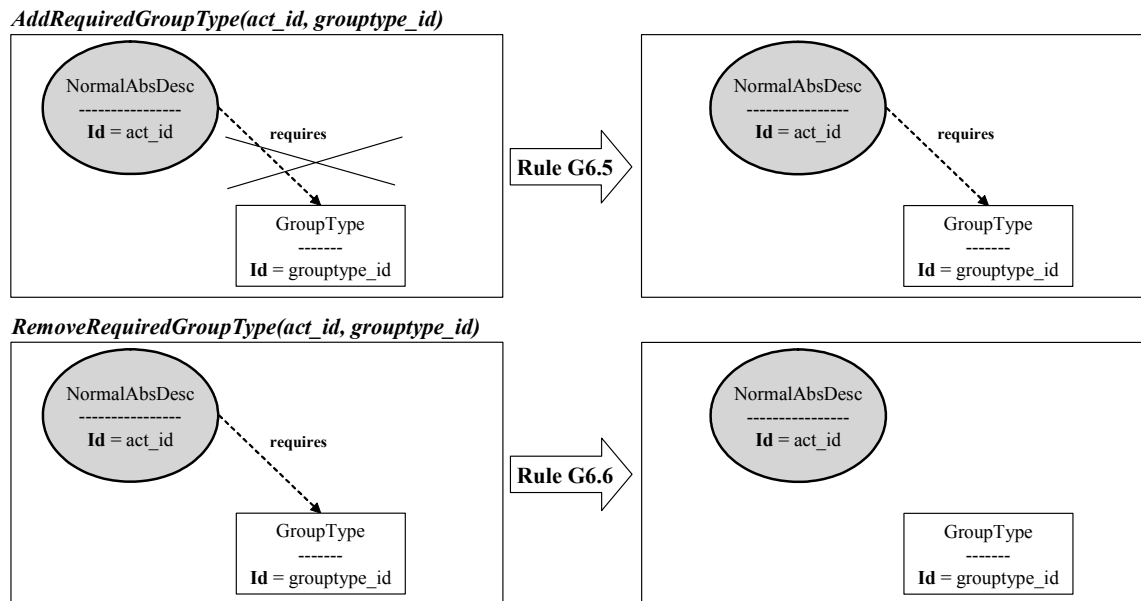 AddRequiredGroupType(act_id, grouptype_id)
NormalAbsDesc
----------------
Id = act_id
requires
GroupType
-------
Id = grouptype_id
Rule G6.5
NormalAbsDesc
----------------
Id = act_id
requires
GroupType
-------
Id = grouptype_id
RemoveRequiredGroupType(act_id, grouptype_id)
NormalAbsDesc
----------------
Id = act_id
requires
GroupType
-------
Id = grouptype_id
Rule G6.6
NormalAbsDesc
----------------
Id = act_id
GroupType
-------
Id = grouptype_id